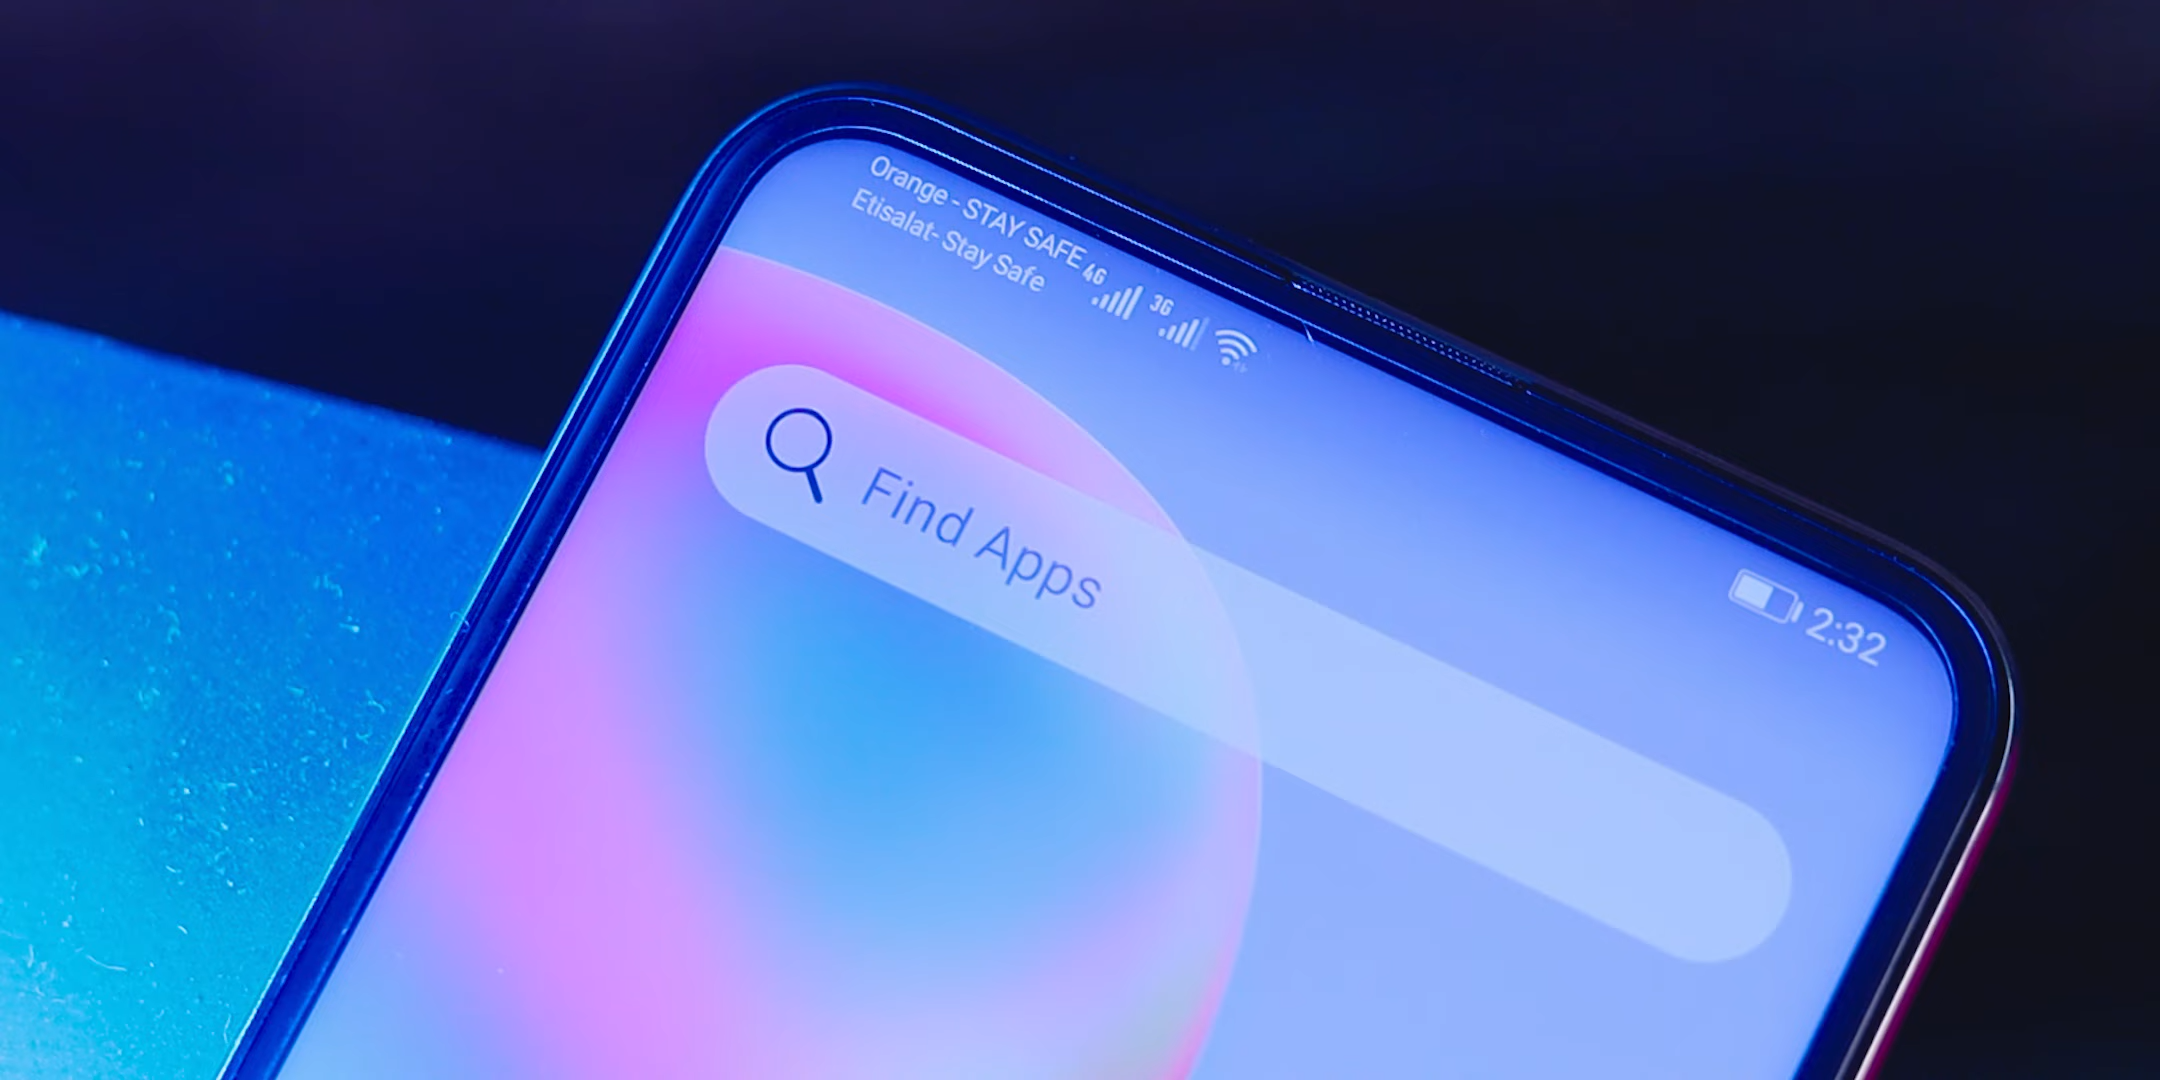 Orange - STAY SAFE 4G 3G
Etisalat- Stay Safe
2:32
Find Apps